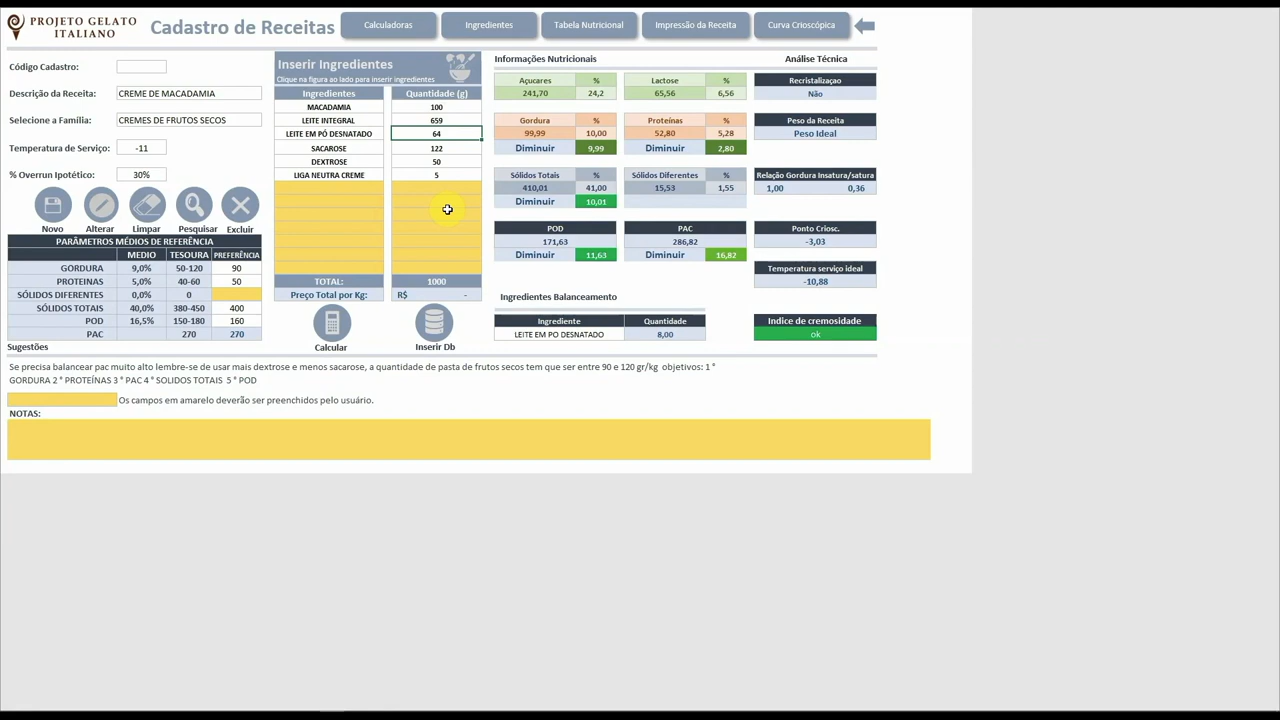 PROJETO GELATO
ITALIANO
Cadastro de Receitas
Calculadoras
Ingredientes
Tabela Nutricional
Impressão da Receita
Curva Crioscópica
Código Cadastro:
Descrição da Receita: CREME DE MACADAMIA
Selecione a Família: CREMES DE FRUTOS SECOS
Temperatura de Serviço: -11
% Overrun Ipotético: 30%
Novo Alterar Limpar Pesquisar Excluir
PARÂMETROS MÉDIOS DE REFERÊNCIA
MEDIO TESOURA PREFERÊNCIA
GORDURA 9,0% 50-120 90
PROTEINAS 5,0% 40-60 50
SÓLIDOS DIFERENTES 0,0% 0
SÓLIDOS TOTAIS 40,0% 380-450 400
POD 16,5% 150-180 160
PAC 270 270
Inserir Ingredientes
Clique na figura ao lado para inserir ingredientes
Ingredientes Quantidade (g)
MACADAMIA 100
LEITE INTEGRAL 659
LEITE EM PÓ DESNATADO 64
SACAROSE 122
DEXTROSE 50
LIGA NEUTRA CREME 5
TOTAL: 1000
Preço Total por Kg: R$ -
Calcular Inserir Db
Informações Nutricionais
Açucares % Lactose %
241,70 24,2 65,56 6,56
Gordura % Proteínas %
99,99 10,00 52,80 5,28
Diminuir 9,99 Diminuir 2,80
Sólidos Totais % Sólidos Diferentes %
410,01 41,00 15,53 1,55
Diminuir 10,01
POD PAC
171,63 286,82
Diminuir 11,63 Diminuir 16,82
Ingredientes Balanceamento
Ingrediente Quantidade
LEITE EM PO DESNATADO 8,00
Análise Técnica
Recristalizaçao
Não
Peso da Receita
Peso Ideal
Relação Gordura Insatura/satura
1,00 0,36
Ponto Criosc.
-3,03
Temperatura serviço ideal
-10,88
Indice de cremosidade
ok
Sugestões
Se precisa balancear pac muito alto lembre-se de usar mais dextrose e menos sacarose, a quantidade de pasta de frutos secos tem que ser entre 90 e 120 gr/kg objetivos: 1 °
GORDURA 2 ° PROTEÍNAS 3 ° PAC 4 ° SOLIDOS TOTAIS 5 ° POD
Os campos em amarelo deverão ser preenchidos pelo usuário.
NOTAS: